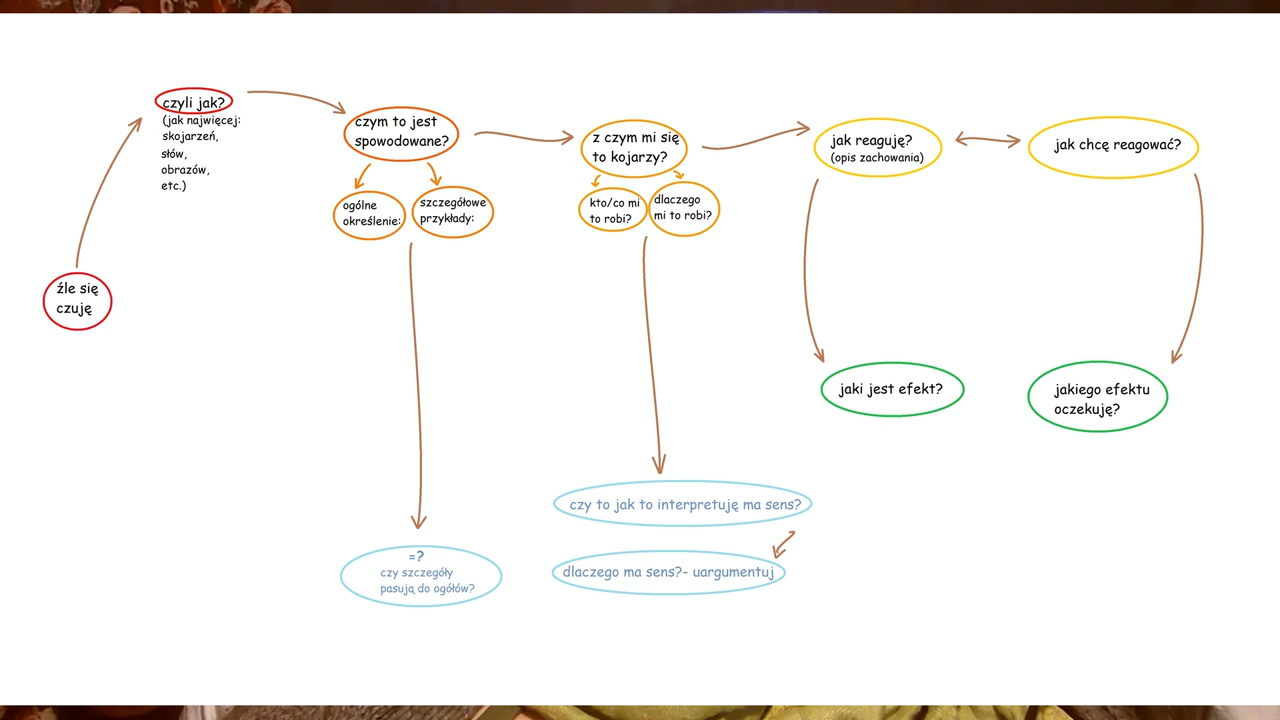 źle się
czuję
czyli jak?
(jak najwięcej:
skojarzeń,
słów,
obrazów,
etc.)
czym to jest
spowodowane?
ogólne
określenie:
szczegółowe
przykłady:
=?
czy szczegóły
pasują do ogółów?
z czym mi się
to kojarzy?
kto/co mi
to robi?
dlaczego
mi to robi?
czy to jak to interpretuję ma sens?
dlaczego ma sens?- uargumentuj
jak reaguję?
(opis zachowania)
jaki jest efekt?
jak chcę reagować?
jakiego efektu
oczekuję?